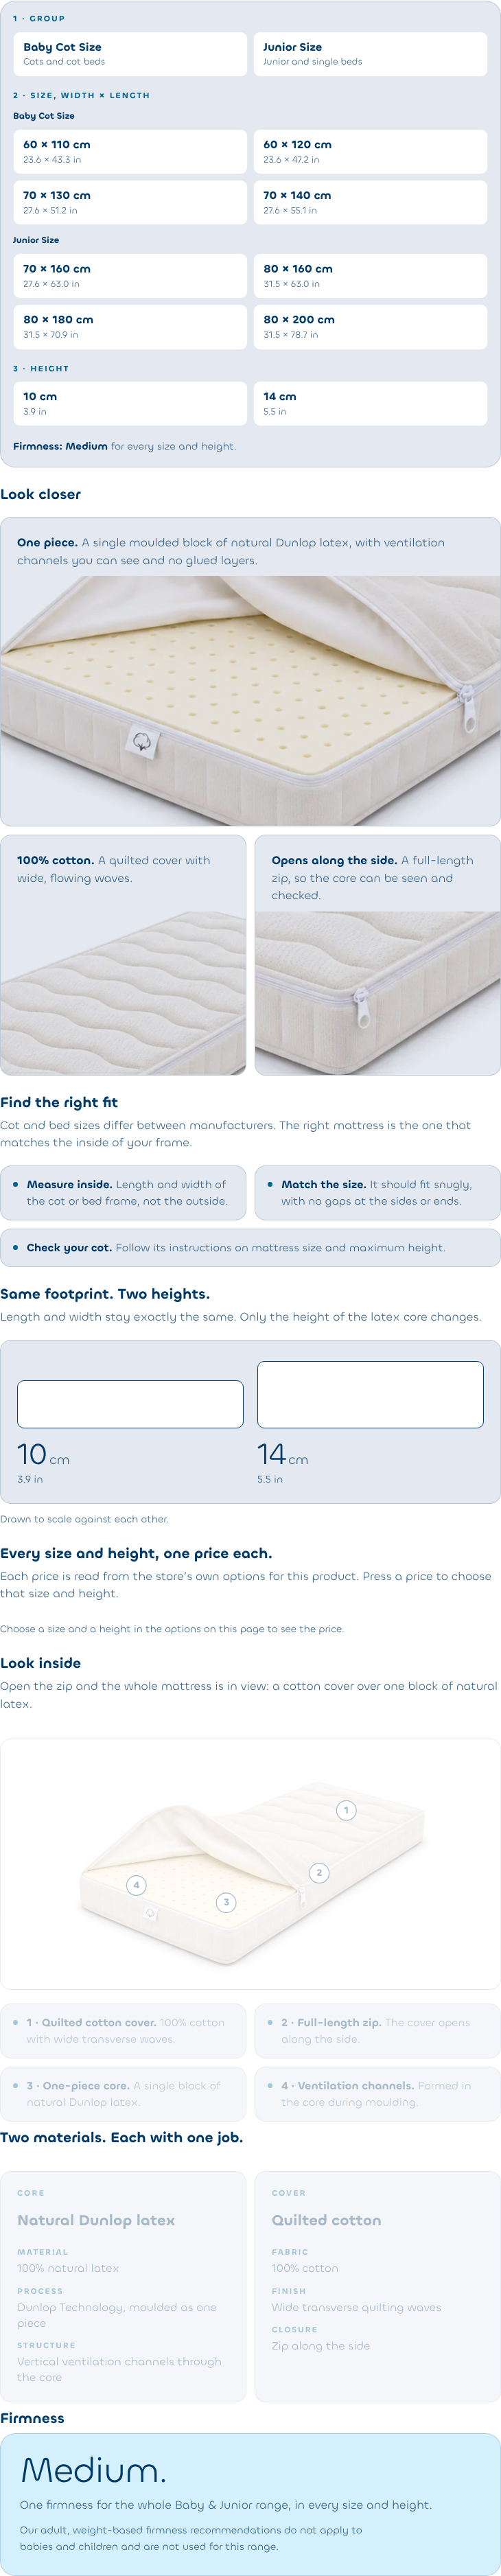 1 · GROUP
Baby Cot Size
Cots and cot beds
Junior Size
Junior and single beds
2 · SIZE, WIDTH × LENGTH
Baby Cot Size
60 × 110 cm
23.6 × 43.3 in
60 × 120 cm
23.6 × 47.2 in
70 × 130 cm
27.6 × 51.2 in
70 × 140 cm
27.6 × 55.1 in
Junior Size
70 × 160 cm
27.6 × 63.0 in
80 × 160 cm
31.5 × 63.0 in
80 × 180 cm
31.5 × 70.9 in
80 × 200 cm
31.5 × 78.7 in
3 · HEIGHT
10 cm
3.9 in
14 cm
5.5 in
Firmness: Medium for every size and height.
Look closer
One piece. A single moulded block of natural Dunlop latex, with ventilation
channels you can see and no glued layers.
100% cotton. A quilted cover with
wide, flowing waves.
Opens along the side. A full-length
zip, so the core can be seen and
checked.
Find the right fit
Cot and bed sizes differ between manufacturers. The right mattress is the one that
matches the inside of your frame.
Measure inside. Length and width of
the cot or bed frame, not the outside.
Match the size. It should fit snugly,
with no gaps at the sides or ends.
Check your cot. Follow its instructions on mattress size and maximum height.
Same footprint. Two heights.
Length and width stay exactly the same. Only the height of the latex core changes.
10 cm
3.9 in
14 cm
5.5 in
Drawn to scale against each other.
Every size and height, one price each.
Each price is read from the store's own options for this product. Press a price to choose
that size and height.
Choose a size and a height in the options on this page to see the price.
Look inside
Open the zip and the whole mattress is in view: a cotton cover over one block of natural
latex.
1
2
4
3
1 · Quilted cotton cover. 100% cotton
with wide transverse waves.
2 · Full-length zip. The cover opens
along the side.
3 · One-piece core. A single block of
natural Dunlop latex.
4 · Ventilation channels. Formed in
the core during moulding.
Two materials. Each with one job.
CORE
Natural Dunlop latex
MATERIAL
100% natural latex
PROCESS
Dunlop Technology, moulded as one
piece
STRUCTURE
Vertical ventilation channels through
the core
COVER
Quilted cotton
FABRIC
100% cotton
FINISH
Wide transverse quilting waves
CLOSURE
Zip along the side
Firmness
Medium.
One firmness for the whole Baby & Junior range, in every size and height.
Our adult, weight-based firmness recommendations do not apply to
babies and children and are not used for this range.